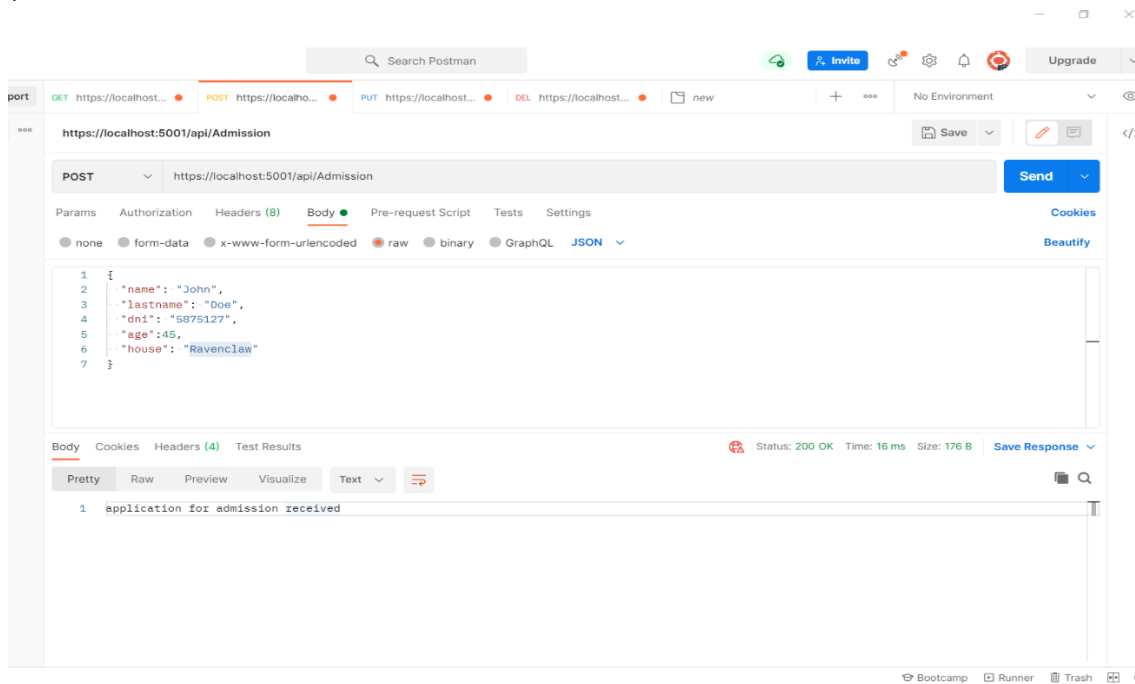 Search Postman
Invite
Upgrade
port
GET https://localhost...
POST https://localho...
PUT https://localhost...
DEL https://localhost...
new
No Environment
https://localhost:5001/api/Admission
Save
POST https://localhost:5001/api/Admission
Send
Params Authorization Headers (8) Body Pre-request Script Tests Settings Cookies
none form-data x-www-form-urlencoded raw binary GraphQL JSON Beautify
1 {
2 "name": "John",
3 "lastname": "Doe",
4 "dni": "5875127",
5 "age":45,
6 "house": "Ravenclaw"
7 }
Body Cookies Headers (4) Test Results Status: 200 OK Time: 16 ms Size: 176 B Save Response
Pretty Raw Preview Visualize Text
1 application for admission received
Bootcamp Runner Trash